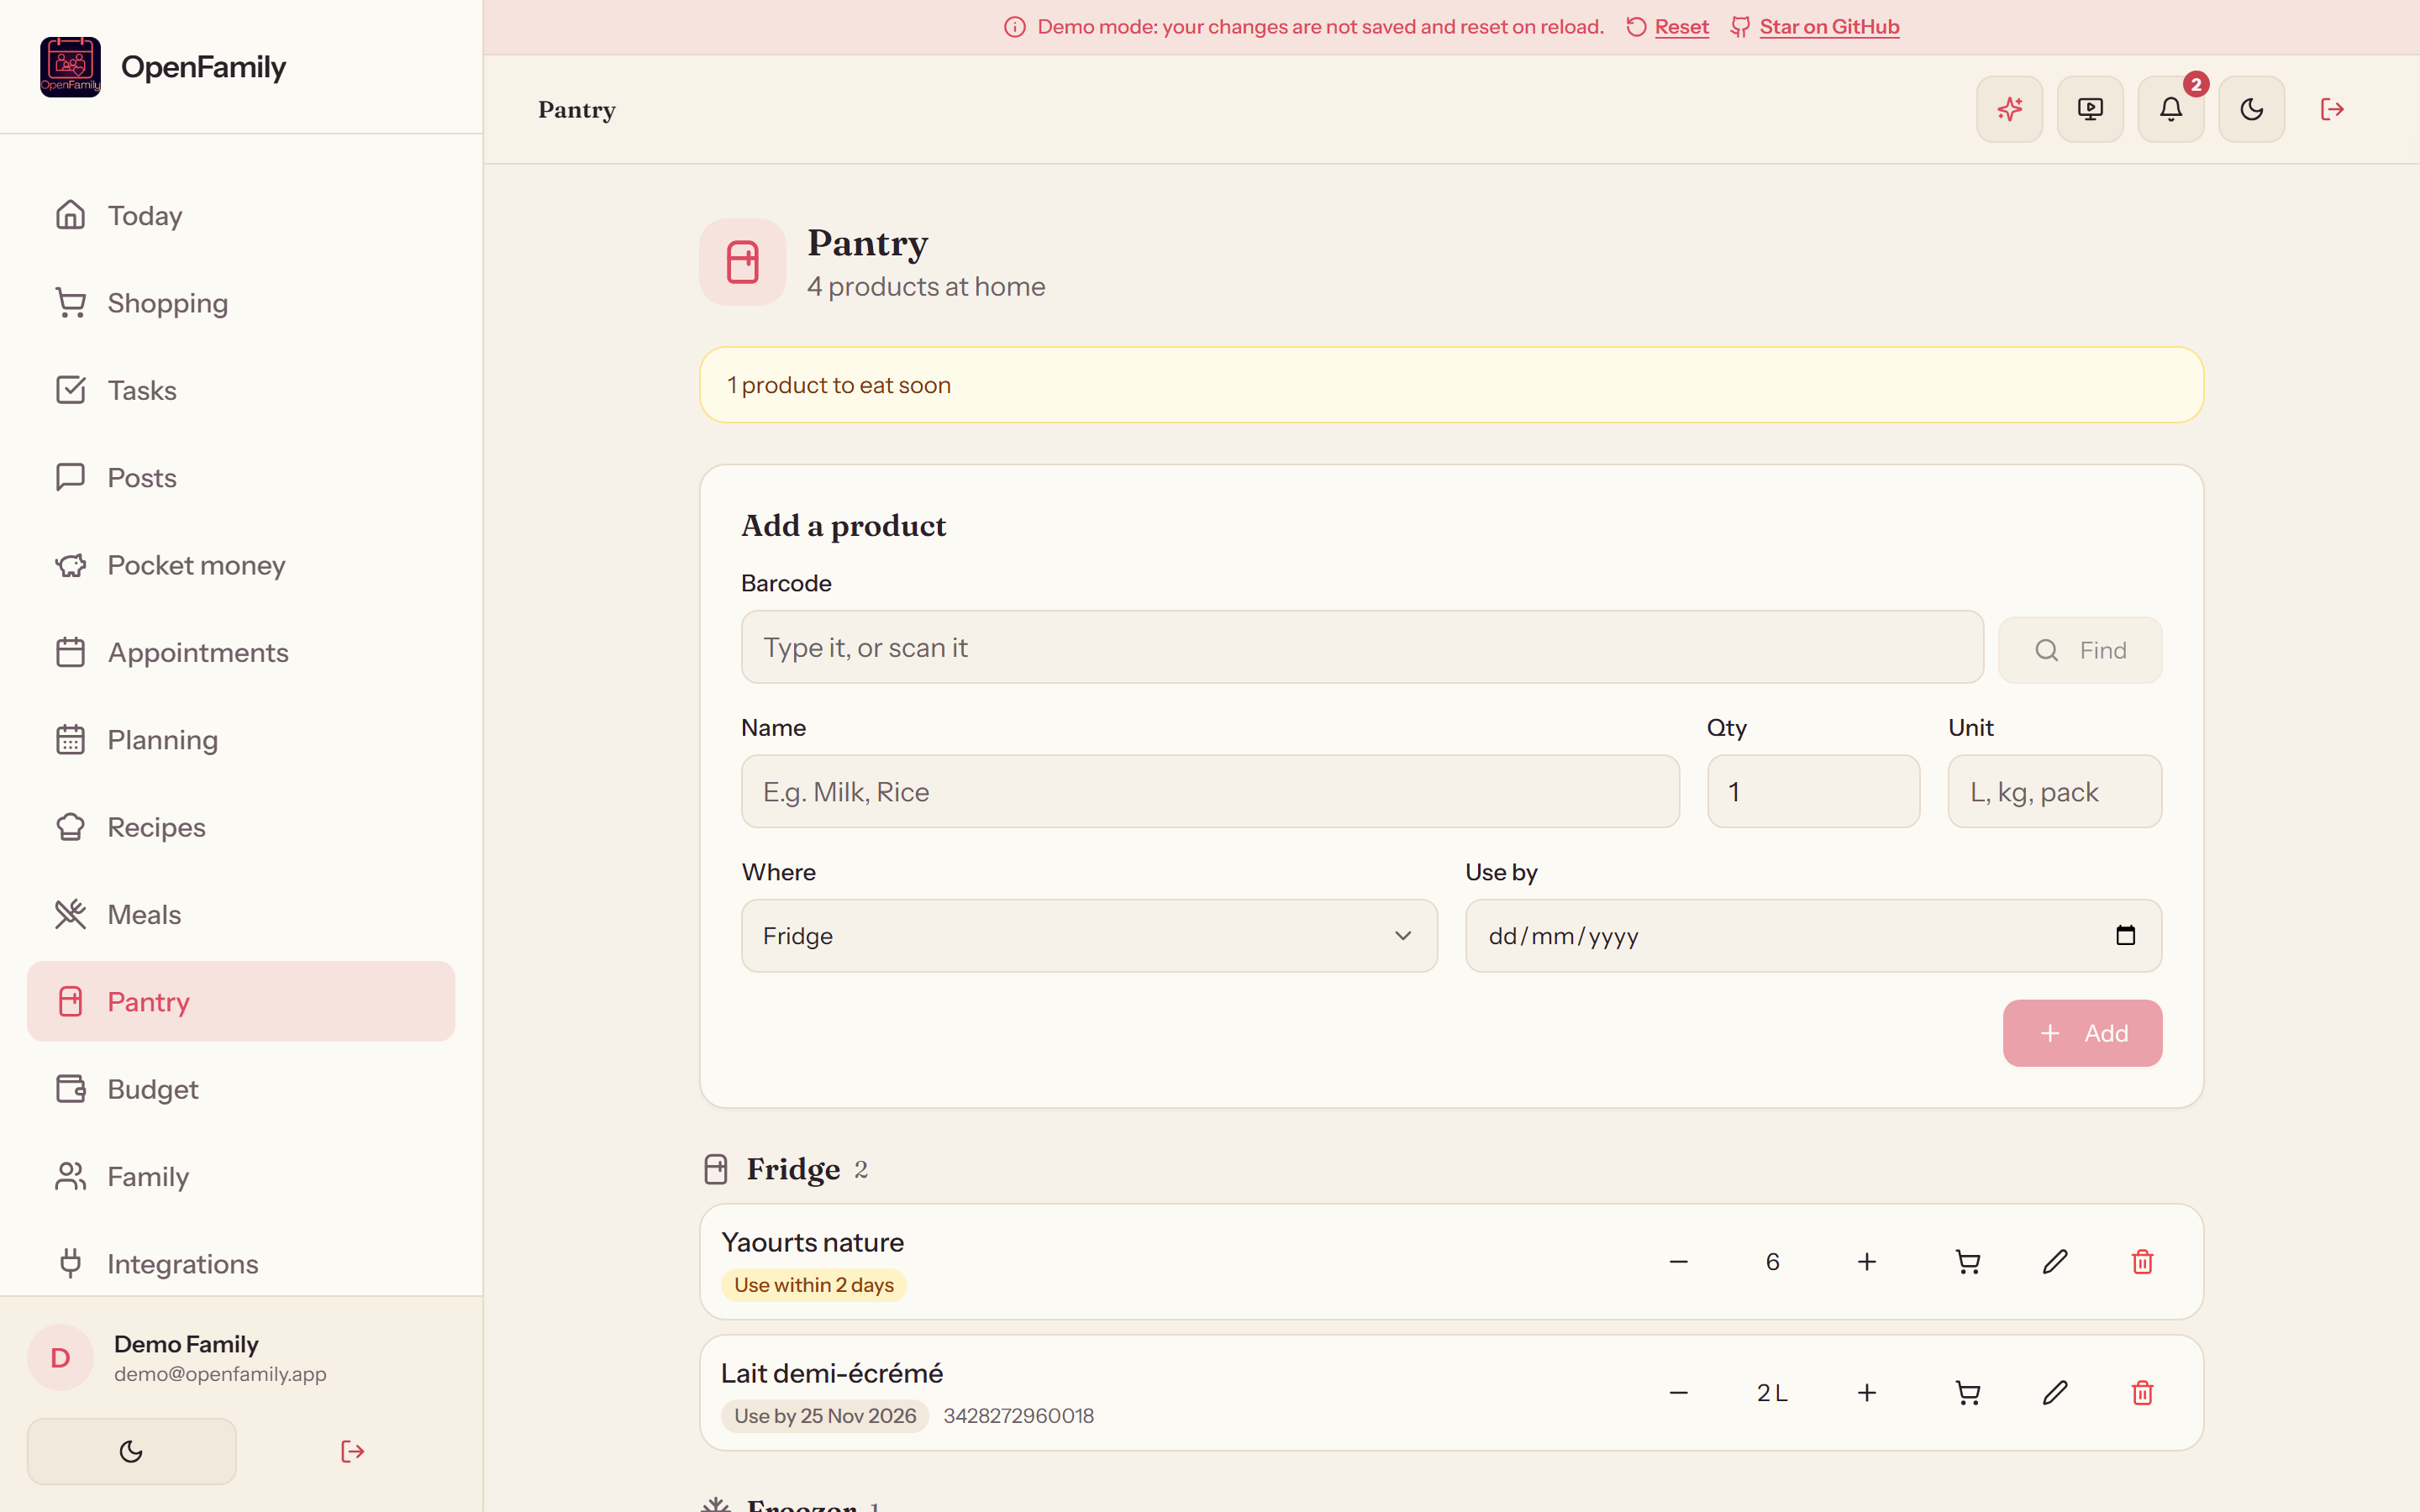 OpenFamily
OpenFamily
Demo mode: your changes are not saved and reset on reload. Reset Star on GitHub
Pantry
2
Today
Shopping
Tasks
Posts
Pocket money
Appointments
Planning
Recipes
Meals
Pantry
Budget
Family
Integrations
D
Demo Family
demo@openfamily.app
Pantry
4 products at home
1 product to eat soon
Add a product
Barcode
Type it, or scan it
Find
Name Qty Unit
E.g. Milk, Rice 1 L, kg, pack
Where Use by
Fridge dd/mm/yyyy
Add
Fridge 2
Yaourts nature
Use within 2 days
6
Lait demi-écrémé
Use by 25 Nov 2026 3428272960018
2 L
Freezer 1